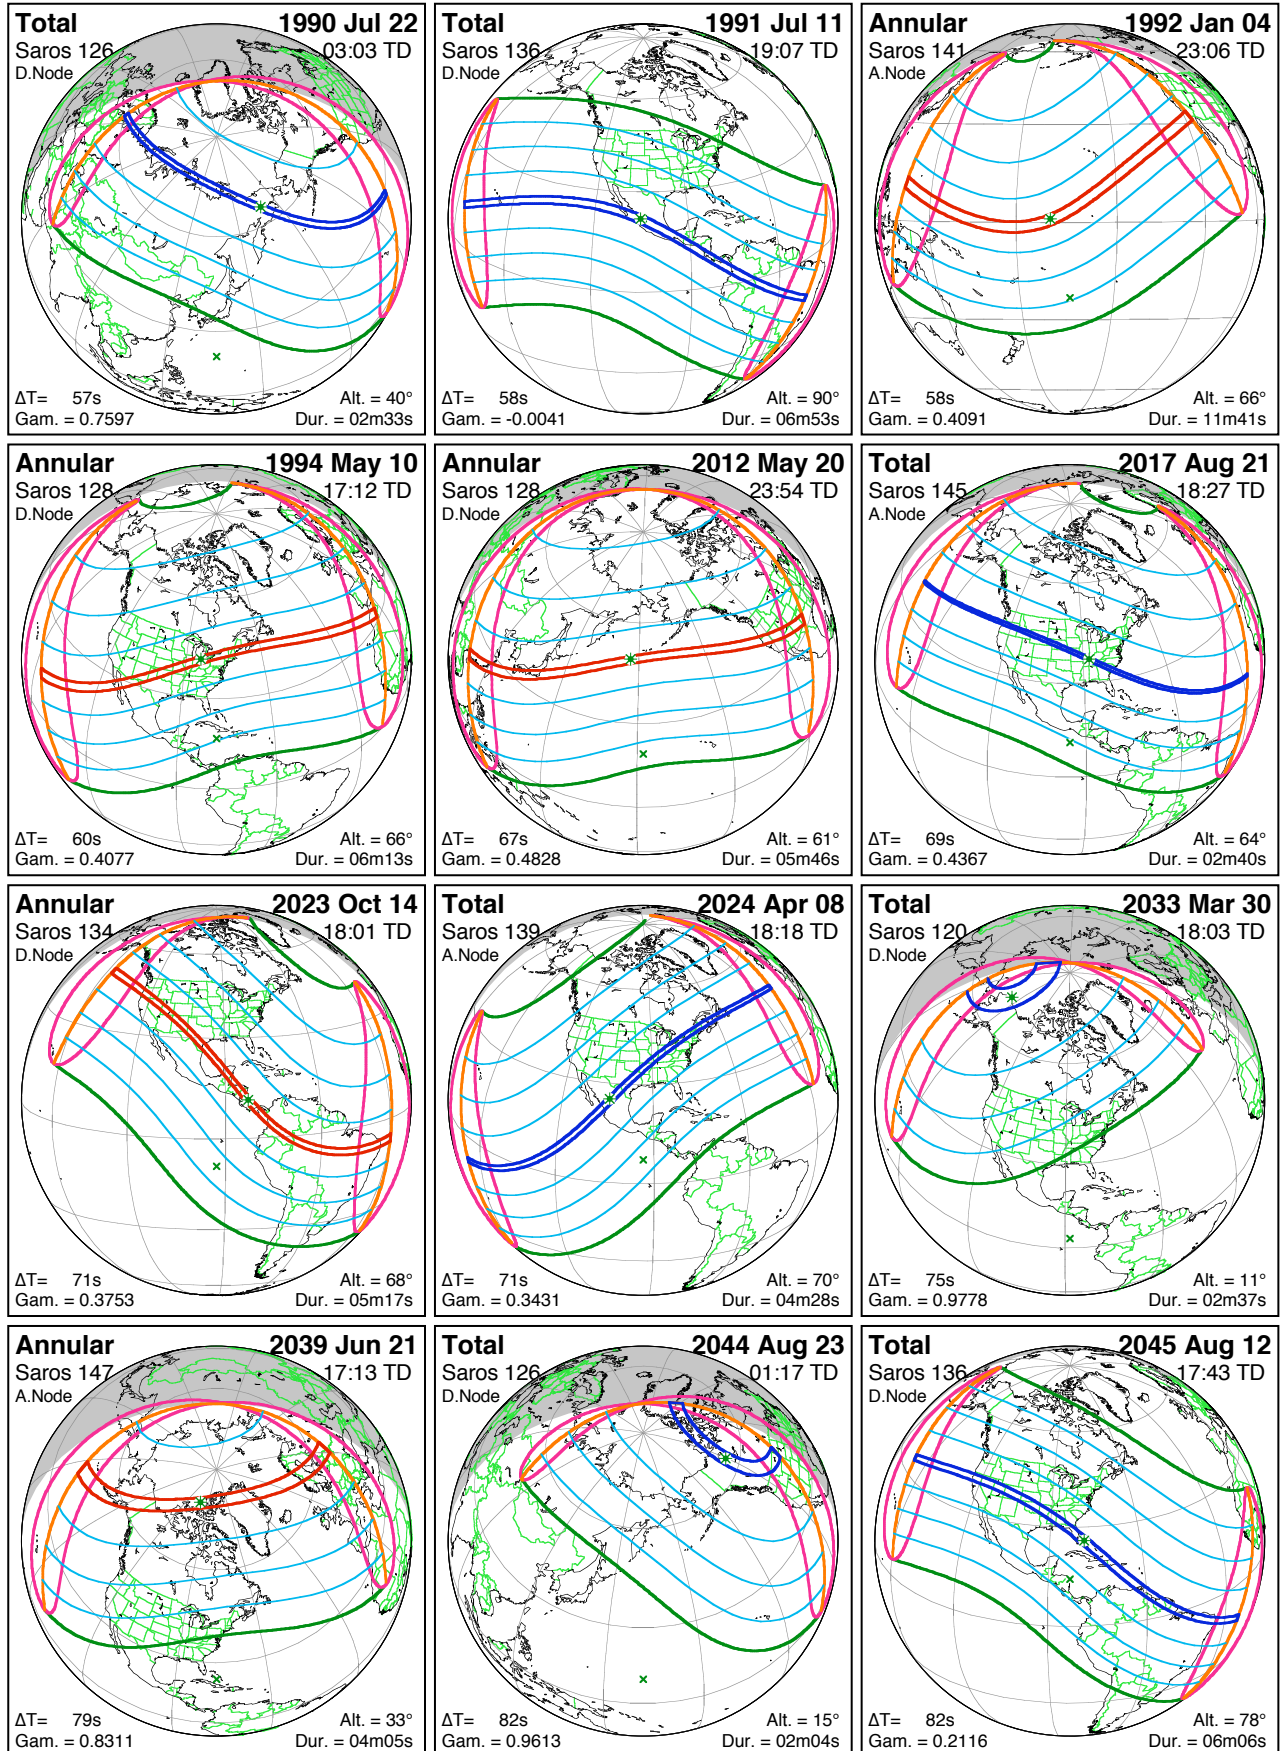 Total 1990 Jul 22
Saros 126 03:03 TD
D.Node
ΔT= 57s Alt. = 40°
Gam. = 0.7597 Dur. = 02m33s
Total 1991 Jul 11
Saros 136 19:07 TD
D.Node
ΔT= 58s Alt. = 90°
Gam. = -0.0041 Dur. = 06m53s
Annular 1992 Jan 04
Saros 141 23:06 TD
A.Node
ΔT= 58s Alt. = 66°
Gam. = 0.4091 Dur. = 11m41s
Annular 1994 May 10
Saros 128 17:12 TD
D.Node
ΔT= 60s Alt. = 66°
Gam. = 0.4077 Dur. = 06m13s
Annular 2012 May 20
Saros 128 23:54 TD
D.Node
ΔT= 67s Alt. = 61°
Gam. = 0.4828 Dur. = 05m46s
Total 2017 Aug 21
Saros 145 18:27 TD
A.Node
ΔT= 69s Alt. = 64°
Gam. = 0.4367 Dur. = 02m40s
Annular 2023 Oct 14
Saros 134 18:01 TD
D.Node
ΔT= 71s Alt. = 68°
Gam. = 0.3753 Dur. = 05m17s
Total 2024 Apr 08
Saros 139 18:18 TD
A.Node
ΔT= 71s Alt. = 70°
Gam. = 0.3431 Dur. = 04m28s
Total 2033 Mar 30
Saros 120 18:03 TD
D.Node
ΔT= 75s Alt. = 11°
Gam. = 0.9778 Dur. = 02m37s
Annular 2039 Jun 21
Saros 147 17:13 TD
A.Node
ΔT= 79s Alt. = 33°
Gam. = 0.8311 Dur. = 04m05s
Total 2044 Aug 23
Saros 126 01:17 TD
D.Node
ΔT= 82s Alt. = 15°
Gam. = 0.9613 Dur. = 02m04s
Total 2045 Aug 12
Saros 136 17:43 TD
D.Node
ΔT= 82s Alt. = 78°
Gam. = 0.2116 Dur. = 06m06s